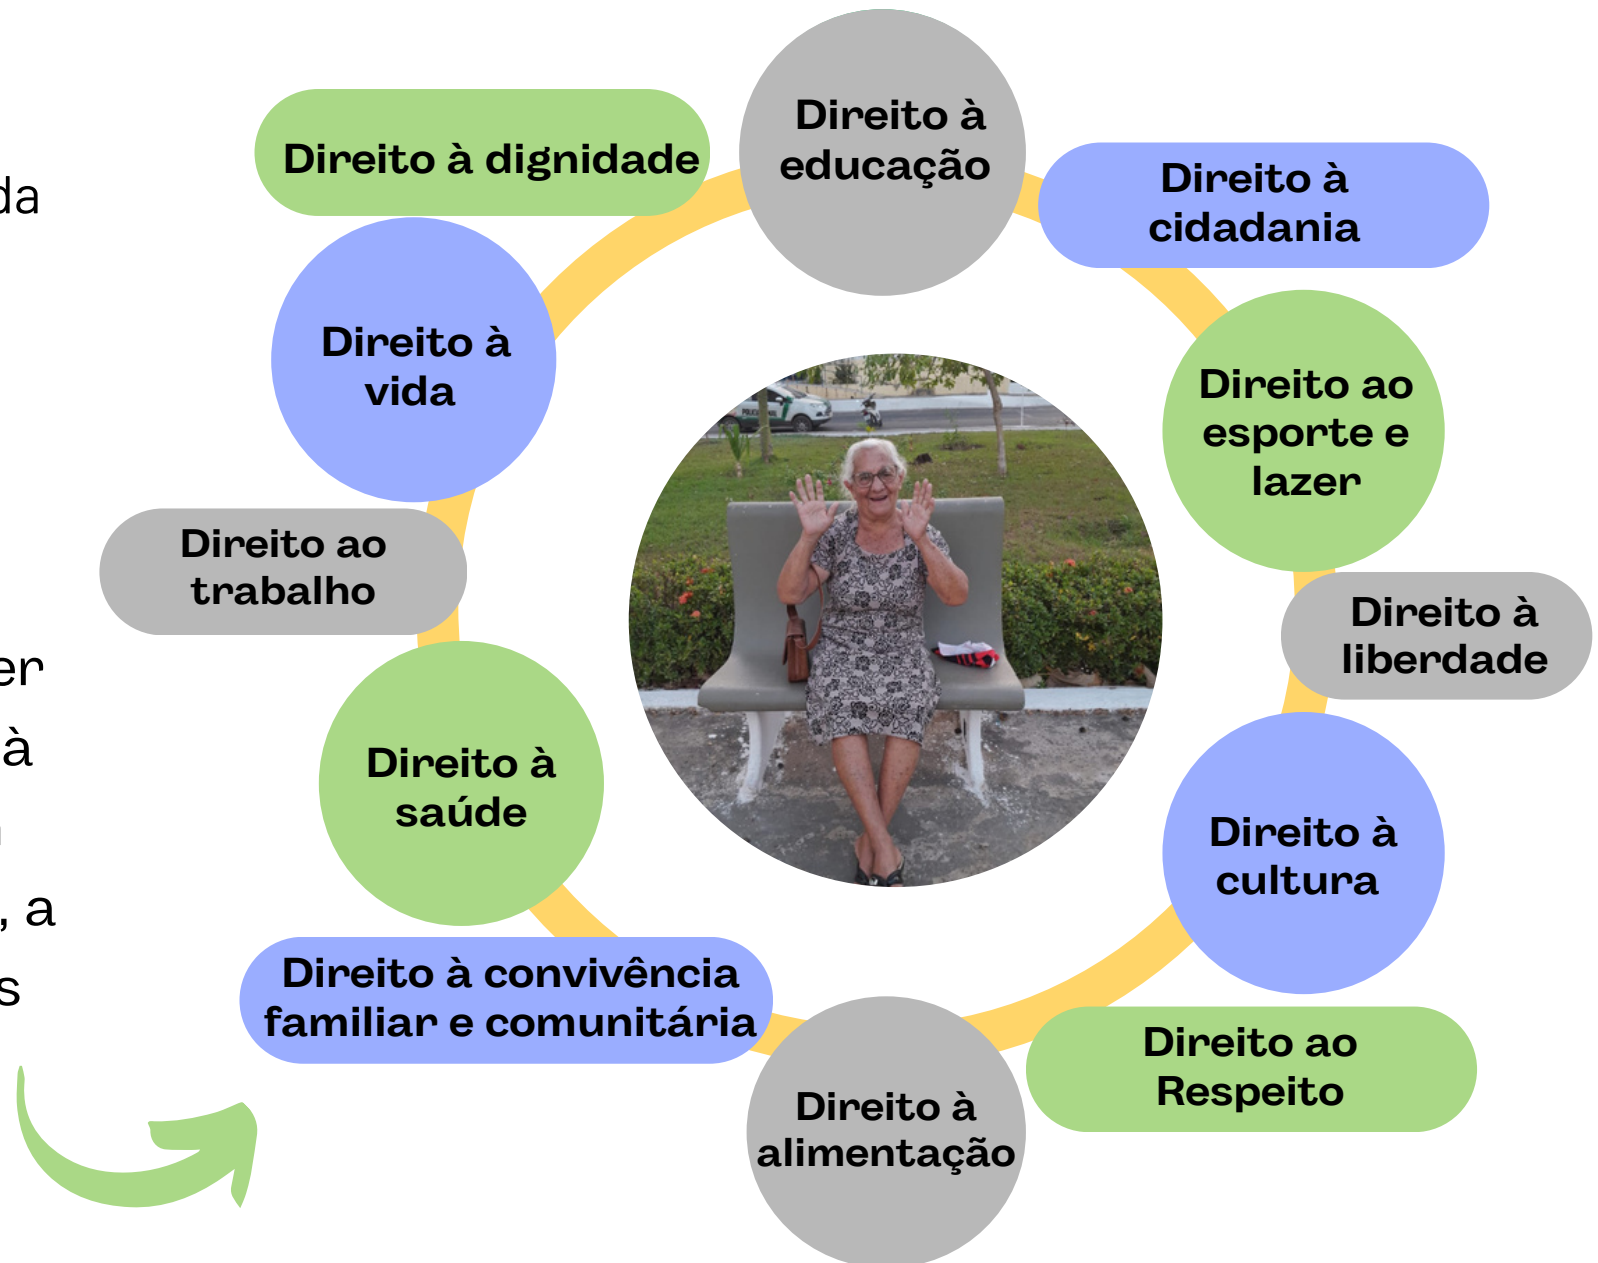 da
er
à
, a
s
Direito à dignidade
Direito à
educação
Direito à
cidadania
Direito à
vida
Direito ao
esporte e
lazer
Direito ao
trabalho
Direito à
liberdade
Direito à
saúde
Direito à
cultura
Direito à convivência
familiar e comunitária
Direito ao
Respeito
Direito à
alimentação